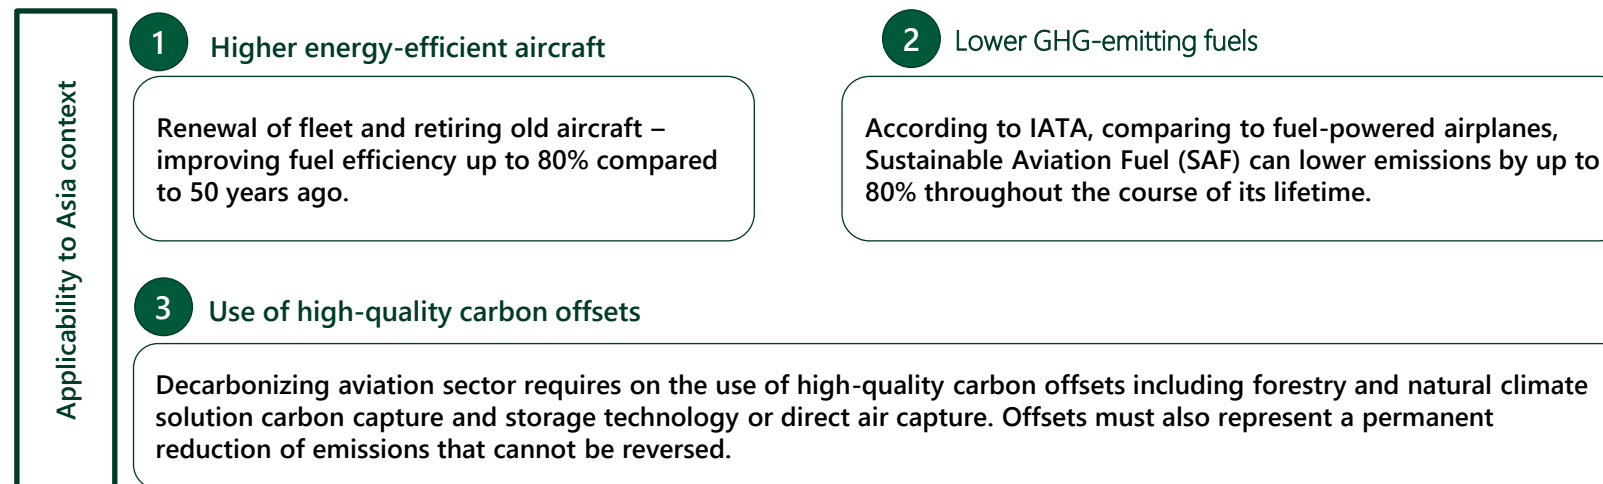 Applicability to Asia context
1
Higher energy-efficient aircraft
Renewal of fleet and retiring old aircraft –
improving fuel efficiency up to 80% compared
to 50 years ago.
2
Lower GHG-emitting fuels
According to IATA, comparing to fuel-powered airplanes,
Sustainable Aviation Fuel (SAF) can lower emissions by up to
80% throughout the course of its lifetime.
3
Use of high-quality carbon offsets
Decarbonizing aviation sector requires on the use of high-quality carbon offsets including forestry and natural climate
solution carbon capture and storage technology or direct air capture. Offsets must also represent a permanent
reduction of emissions that cannot be reversed.